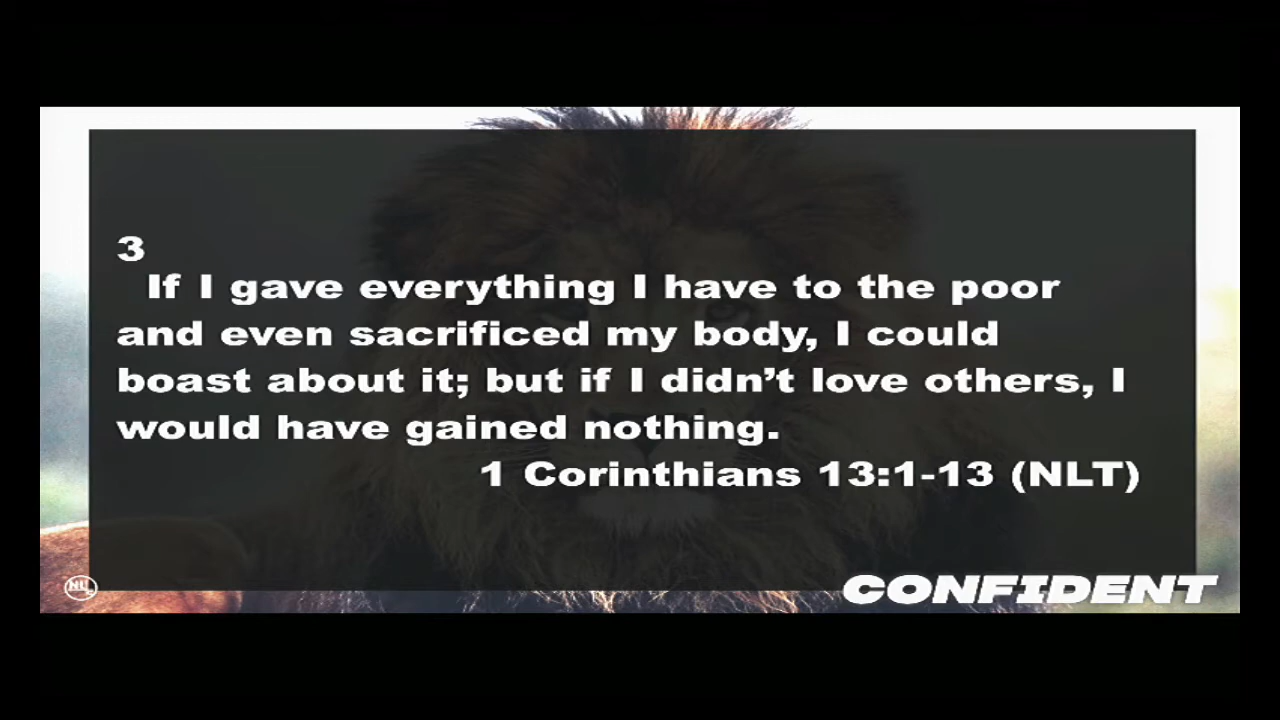 3
If I gave everything I have to the poor
and even sacrificed my body, I could
boast about it; but if I didn’t love others, I
would have gained nothing.
1 Corinthians 13:1-13 (NLT)
CONFIDENT